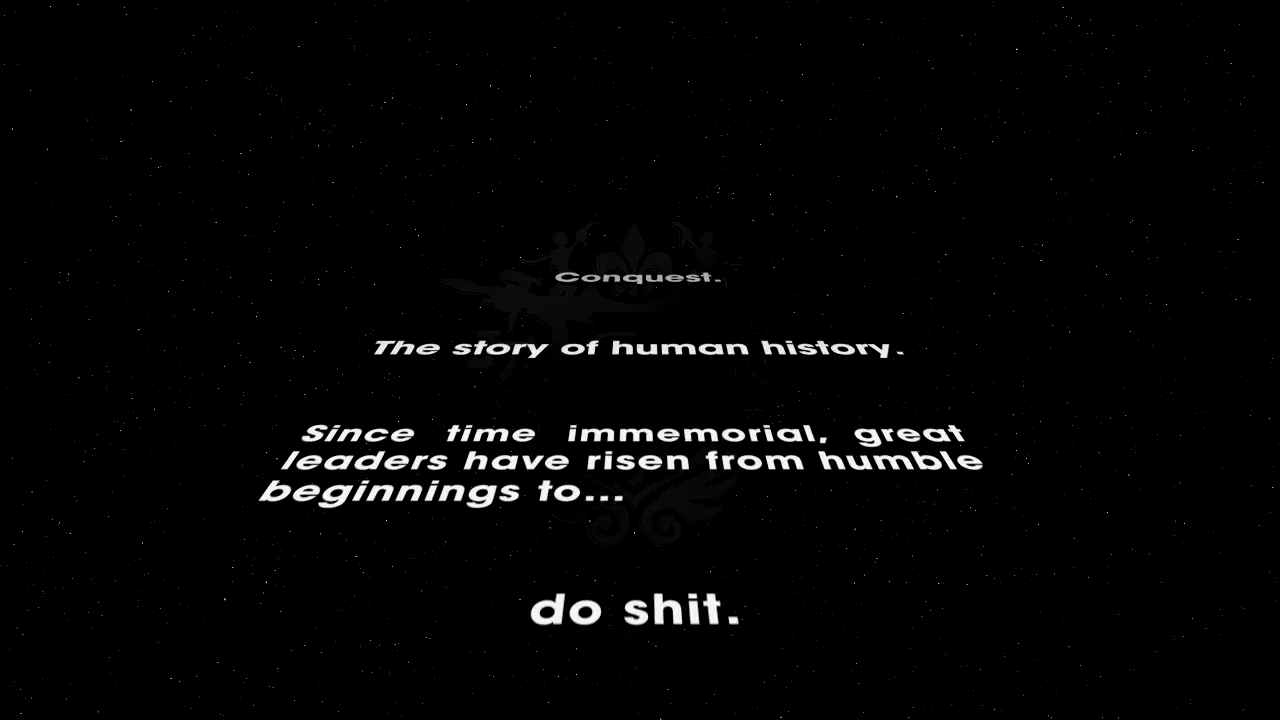 Conquest.
The story of human history.
Since time immemorial, great
leaders have risen from humble
beginnings to...
do shit.